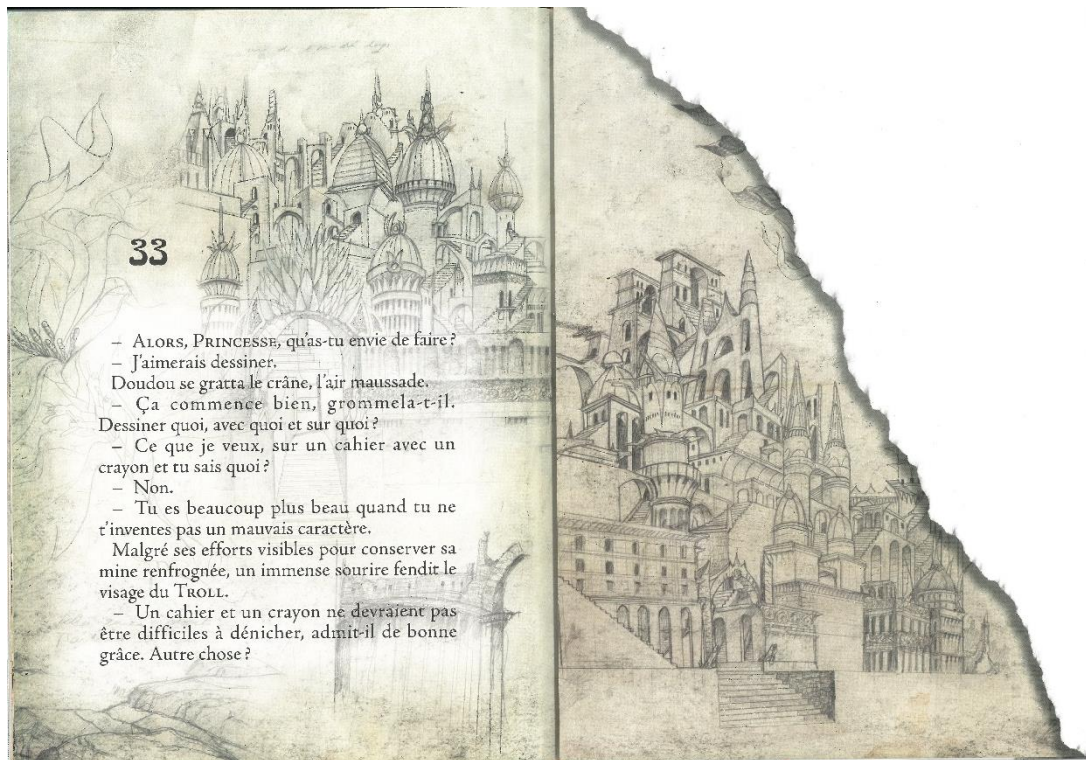 33
– ALORS, PRINCESSE, qu'as-tu envie de faire ?
– J'aimerais dessiner.
Doudou se gratta le crâne, l'air maussade.
– Ça commence bien, grommela-t-il.
Dessiner quoi, avec quoi et sur quoi ?
– Ce que je veux, sur un cahier avec un
crayon et tu sais quoi ?
– Non.
– Tu es beaucoup plus beau quand tu ne
t'inventes pas un mauvais caractère.
Malgré ses efforts visibles pour conserver sa
mine renfrognée, un immense sourire fendit le
visage du TROLL.
– Un cahier et un crayon ne devraient pas
être difficiles à dénicher, admit-il de bonne
grâce. Autre chose ?